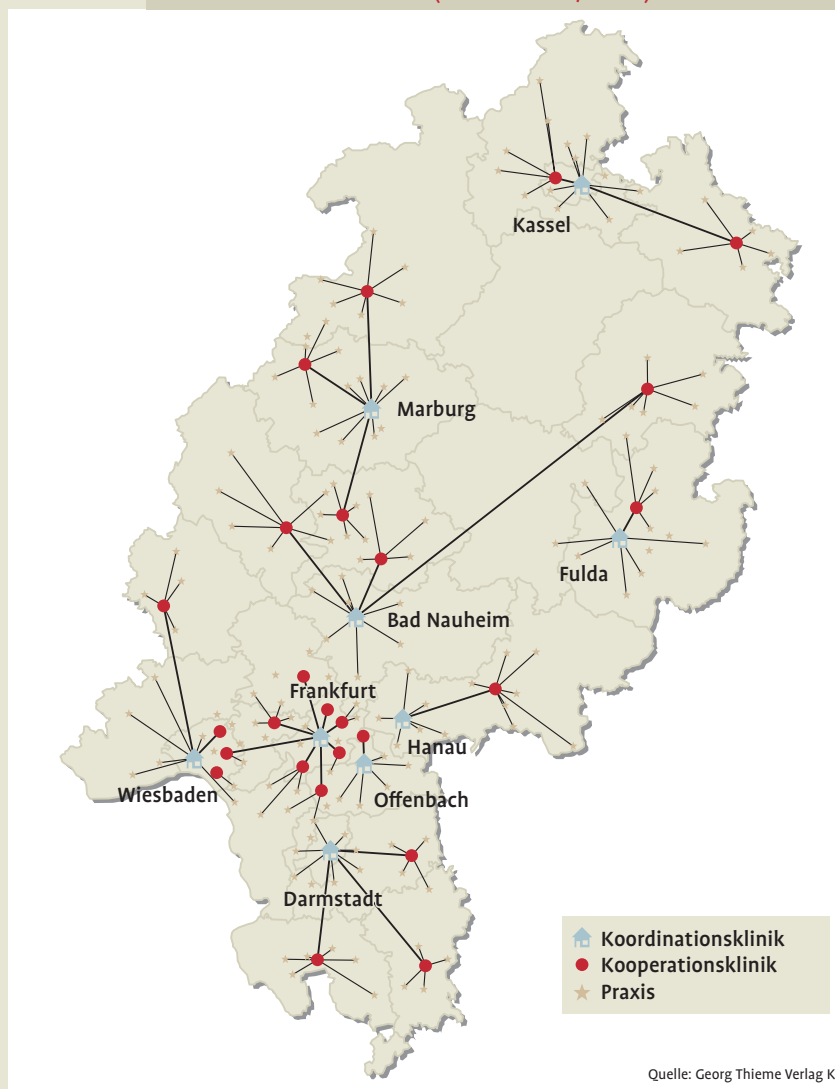 Kassel
Marburg
Fulda
Bad Nauheim
Frankfurt
Hanau
Wiesbaden
Offenbach
Darmstadt
Koordinationsklinik
Kooperationsklinik
Praxis
Quelle: Georg Thieme Verlag K